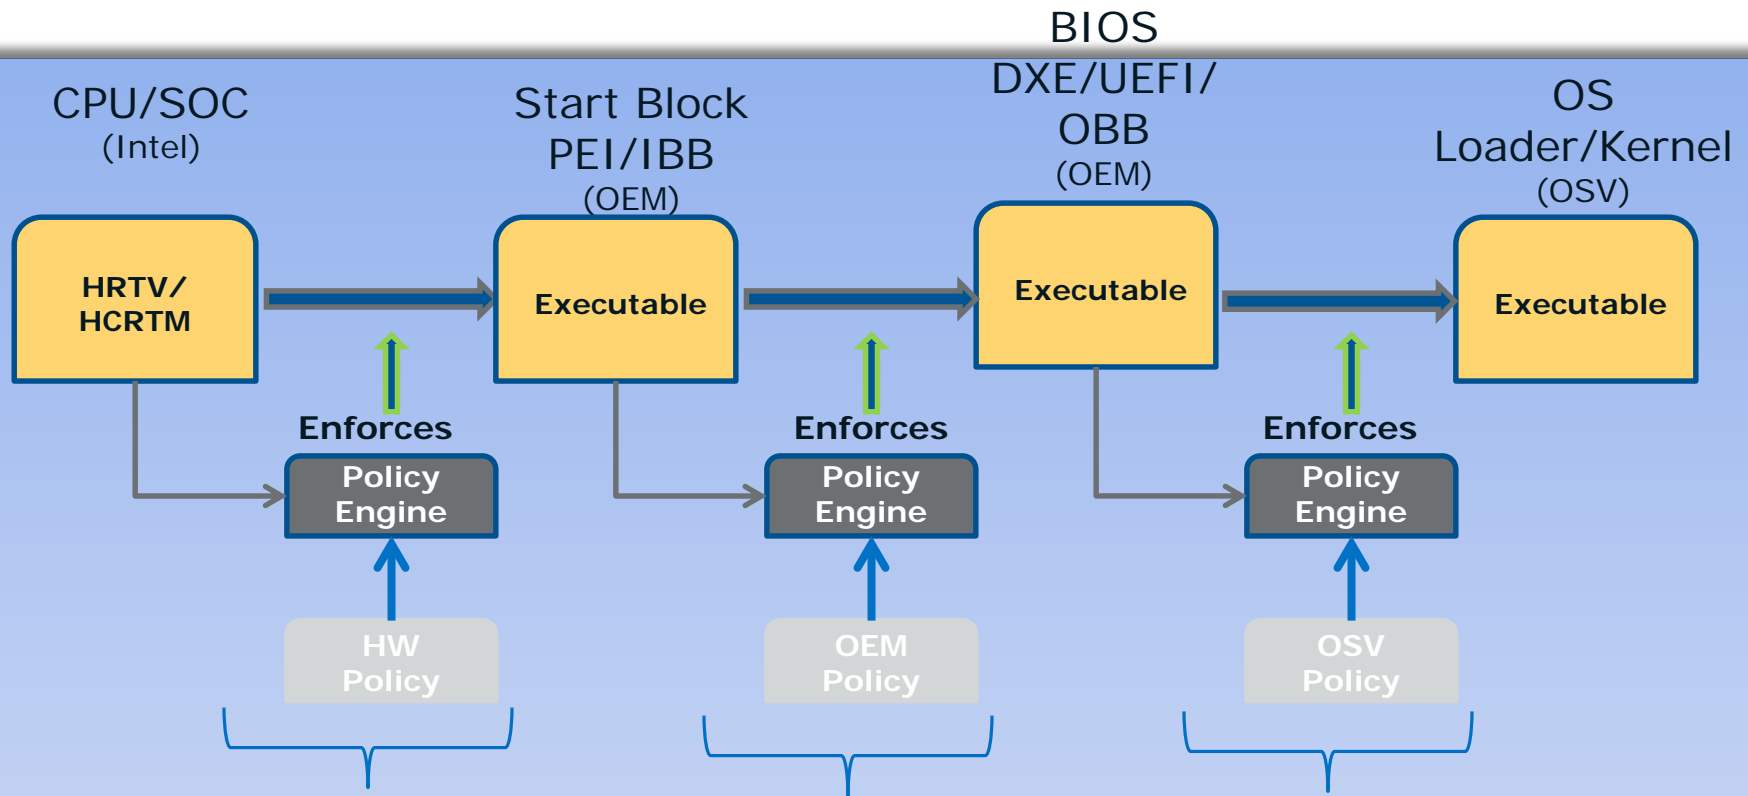 CPU/SOC
(Intel)
Start Block
PEI/IBB
(OEM)
BIOS
DXE/UEFI/
OBB
(OEM)
OS
Loader/Kernel
(OSV)
HRTV/
HCRTM
Executable
Executable
Executable
Enforces
Enforces
Enforces
Policy
Engine
Policy
Engine
Policy
Engine
HW
Policy
OEM
Policy
OSV
Policy